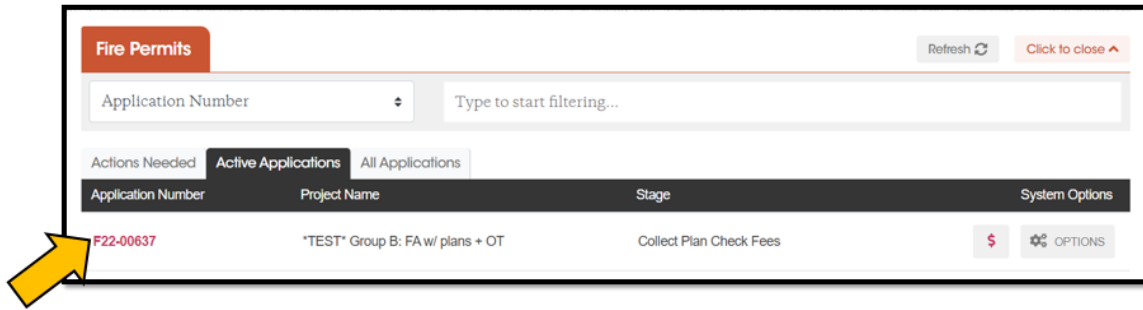 Fire Permits Refresh Click to close
Application Number Type to start filtering...
Actions Needed Active Applications All Applications
Application Number Project Name Stage System Options
F22-00637 *TEST* Group B: FA w/ plans + OT Collect Plan Check Fees $ OPTIONS